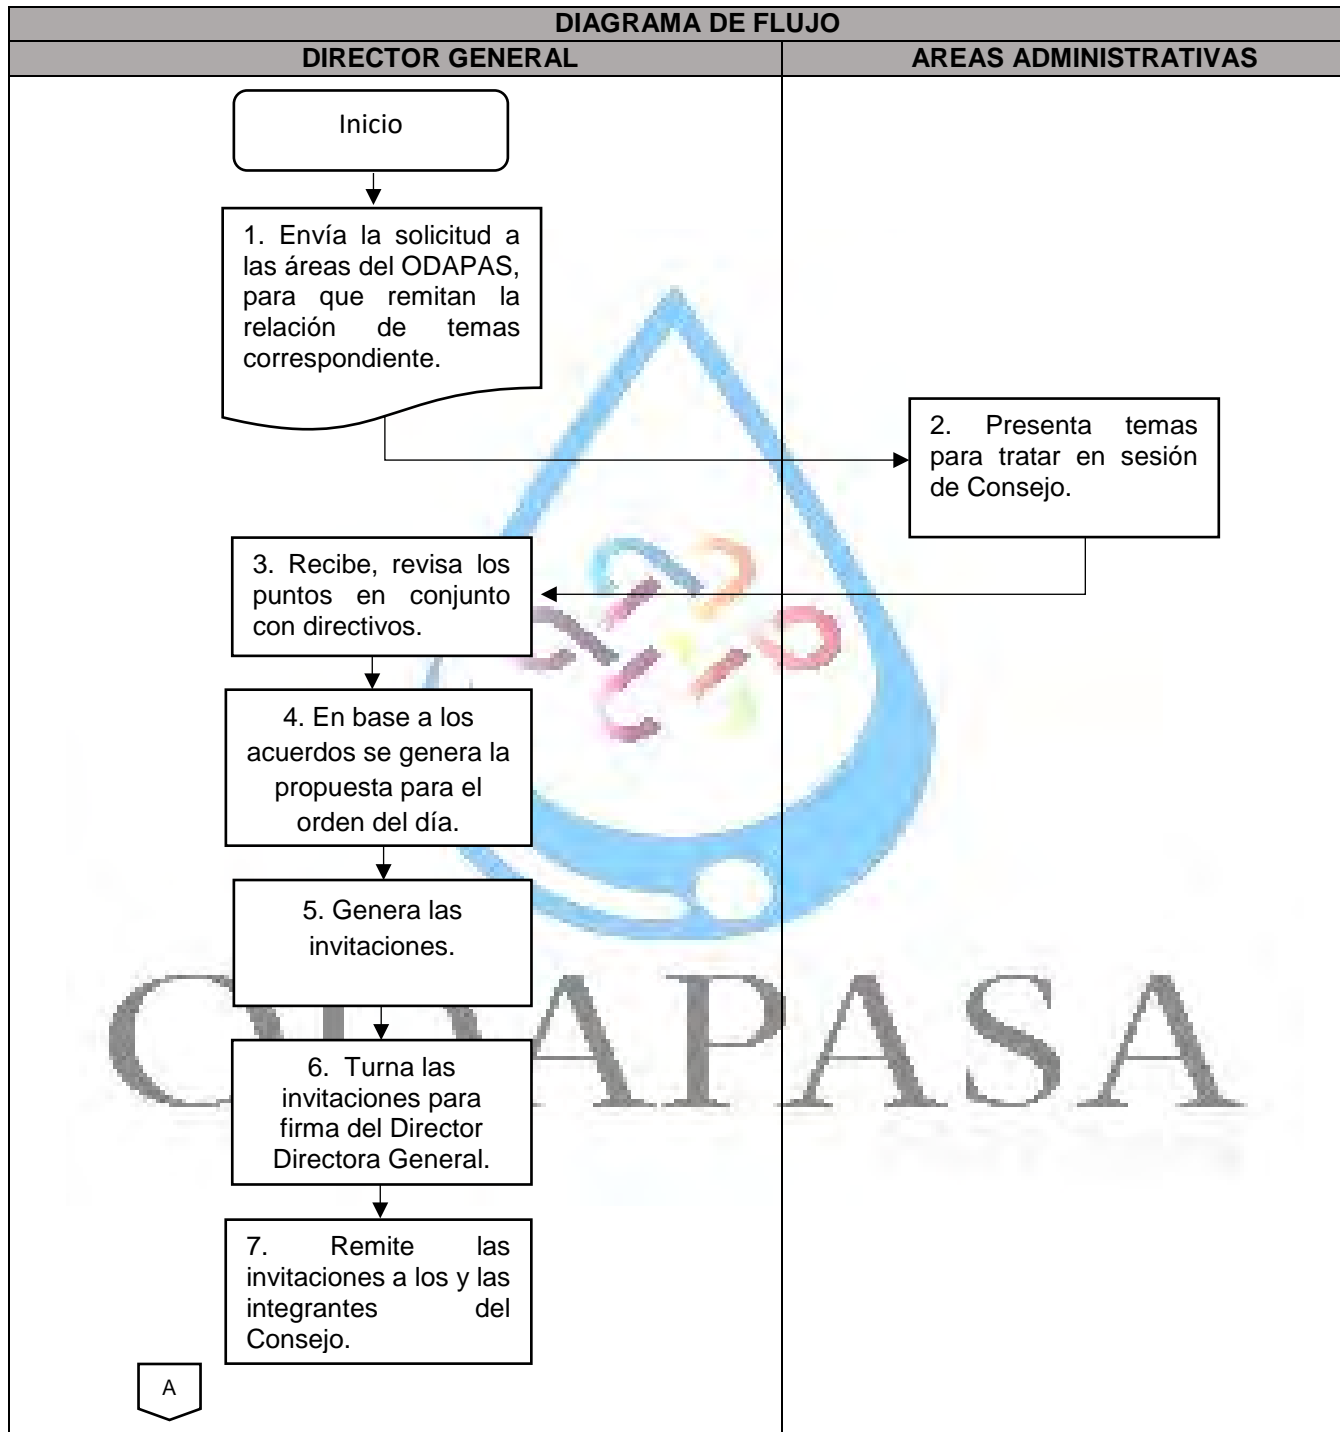 DIAGRAMA DE FLUJO
DIRECTOR GENERAL
AREAS ADMINISTRATIVAS
Inicio
1. Envía la solicitud a
las áreas del ODAPAS,
para que remitan la
relación de temas
correspondiente.
2. Presenta temas
para tratar en sesión
de Consejo.
3. Recibe, revisa los
puntos en conjunto
con directivos.
4. En base a los
acuerdos se genera la
propuesta para el
orden del día.
5. Genera las
invitaciones.
6. Turna las
invitaciones para
firma del Director
Directora General.
7. Remite las
invitaciones a los y las
integrantes del
Consejo.
A
ODAPASA